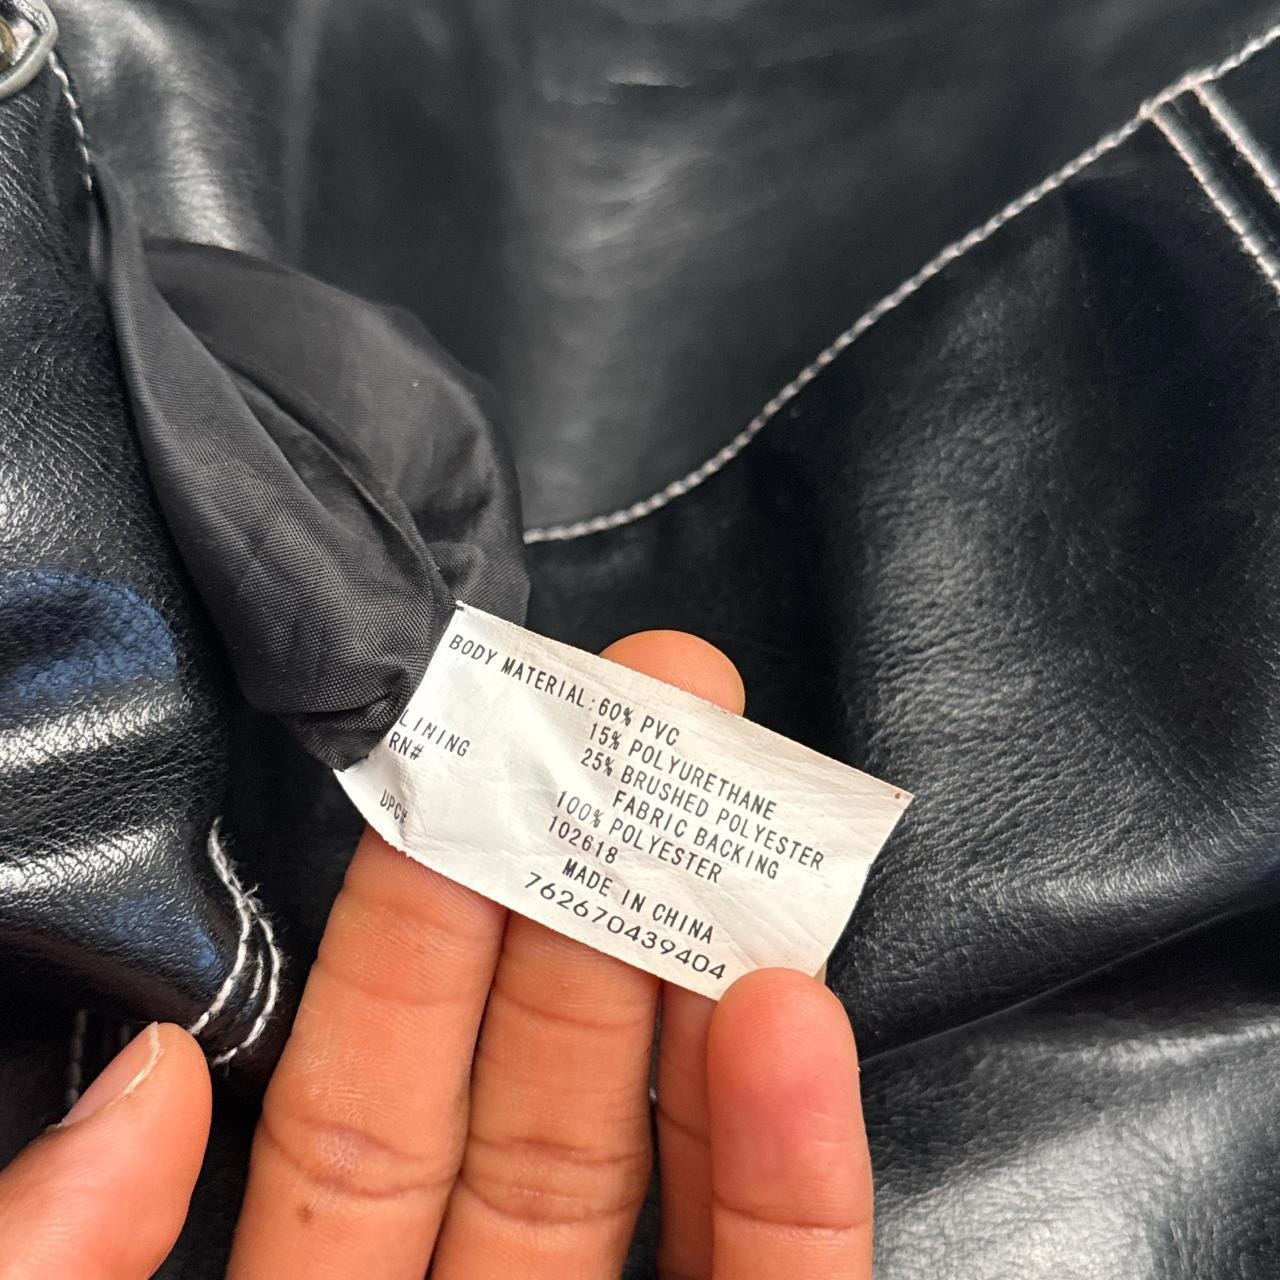 BODY MATERIAL: 60% PVC
15% POLYURETHANE
25% BRUSHED POLYESTER
FABRIC BACKING
LINING 100% POLYESTER
RN# 102618
MADE IN CHINA
UPC# 762670439404